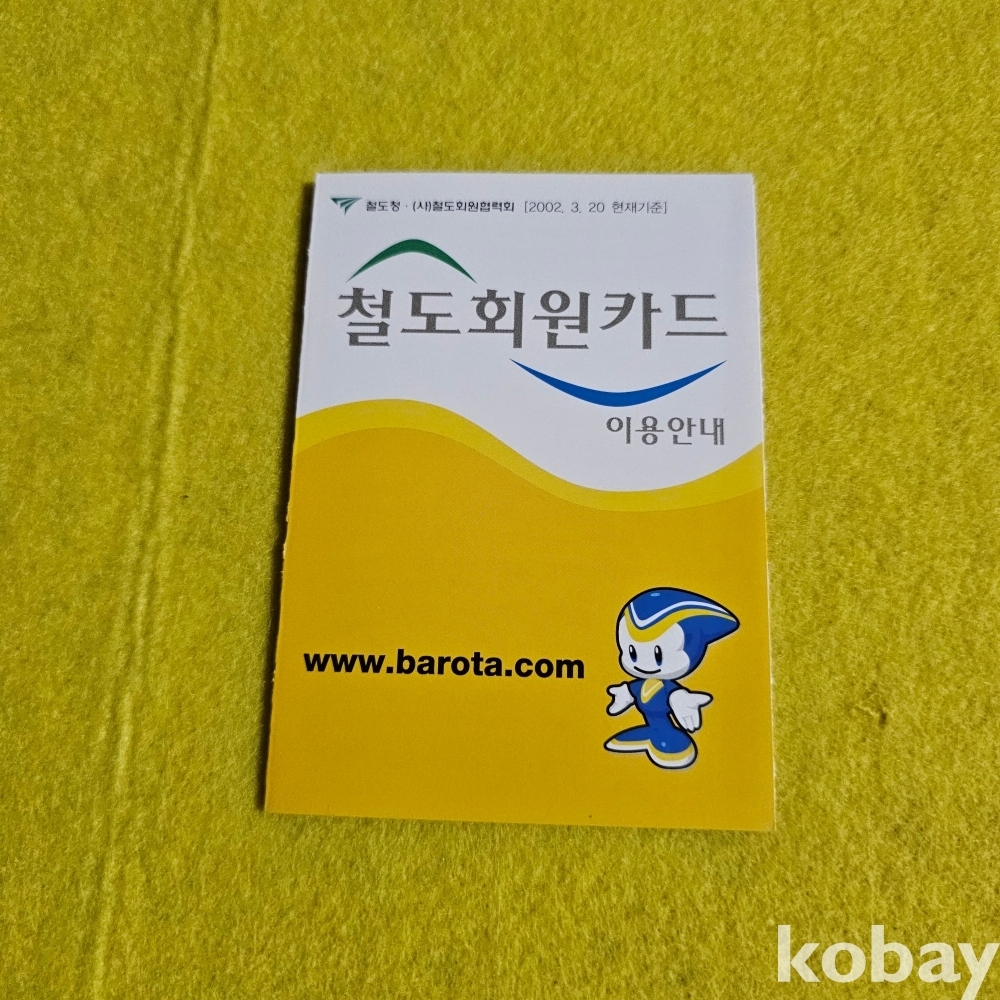 철도청 · (사)철도회원협력회 [2002. 3. 20 현재기준]
철도회원카드
이용안내
www.barota.com
kobay